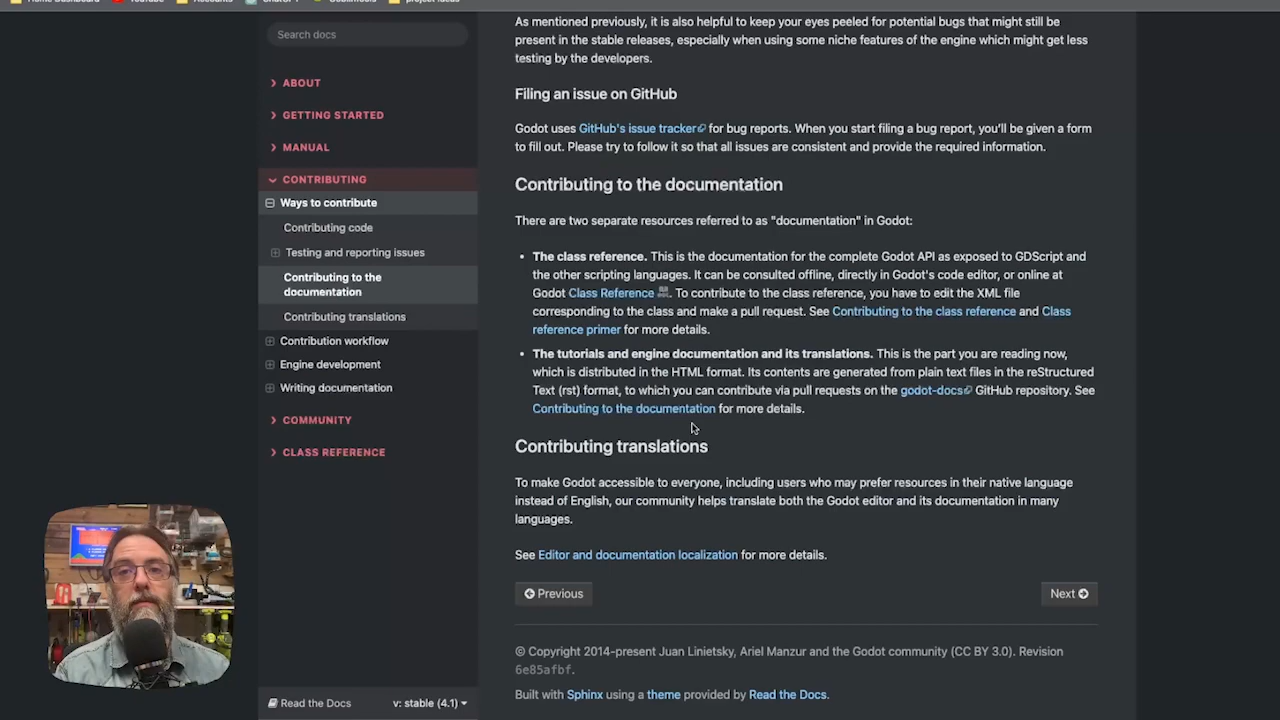 Home Dashboard YouTube Accounts ChatGPT project ideas
Search docs
ABOUT
GETTING STARTED
MANUAL
CONTRIBUTING
Ways to contribute
Contributing code
Testing and reporting issues
Contributing to the
documentation
Contributing translations
Contribution workflow
Engine development
Writing documentation
COMMUNITY
CLASS REFERENCE
Read the Docs
v: stable (4.1)
As mentioned previously, it is also helpful to keep your eyes peeled for potential bugs that might still be
present in the stable releases, especially when using some niche features of the engine which might get less
testing by the developers.
Filing an issue on GitHub
Godot uses GitHub's issue tracker for bug reports. When you start filing a bug report, you'll be given a form
to fill out. Please try to follow it so that all issues are consistent and provide the required information.
Contributing to the documentation
There are two separate resources referred to as "documentation" in Godot:
• The class reference. This is the documentation for the complete Godot API as exposed to GDScript and
the other scripting languages. It can be consulted offline, directly in Godot's code editor, or online at
Godot Class Reference. To contribute to the class reference, you have to edit the XML file
corresponding to the class and make a pull request. See Contributing to the class reference and Class
reference primer for more details.
• The tutorials and engine documentation and its translations. This is the part you are reading now,
which is distributed in the HTML format. Its contents are generated from plain text files in the reStructured
Text (rst) format, to which you can contribute via pull requests on the godot-docs GitHub repository. See
Contributing to the documentation for more details.
Contributing translations
To make Godot accessible to everyone, including users who may prefer resources in their native language
instead of English, our community helps translate both the Godot editor and its documentation in many
languages.
See Editor and documentation localization for more details.
Previous
Next
© Copyright 2014-present Juan Linietsky, Ariel Manzur and the Godot community (CC BY 3.0). Revision
6e85afbf.
Built with Sphinx using a theme provided by Read the Docs.